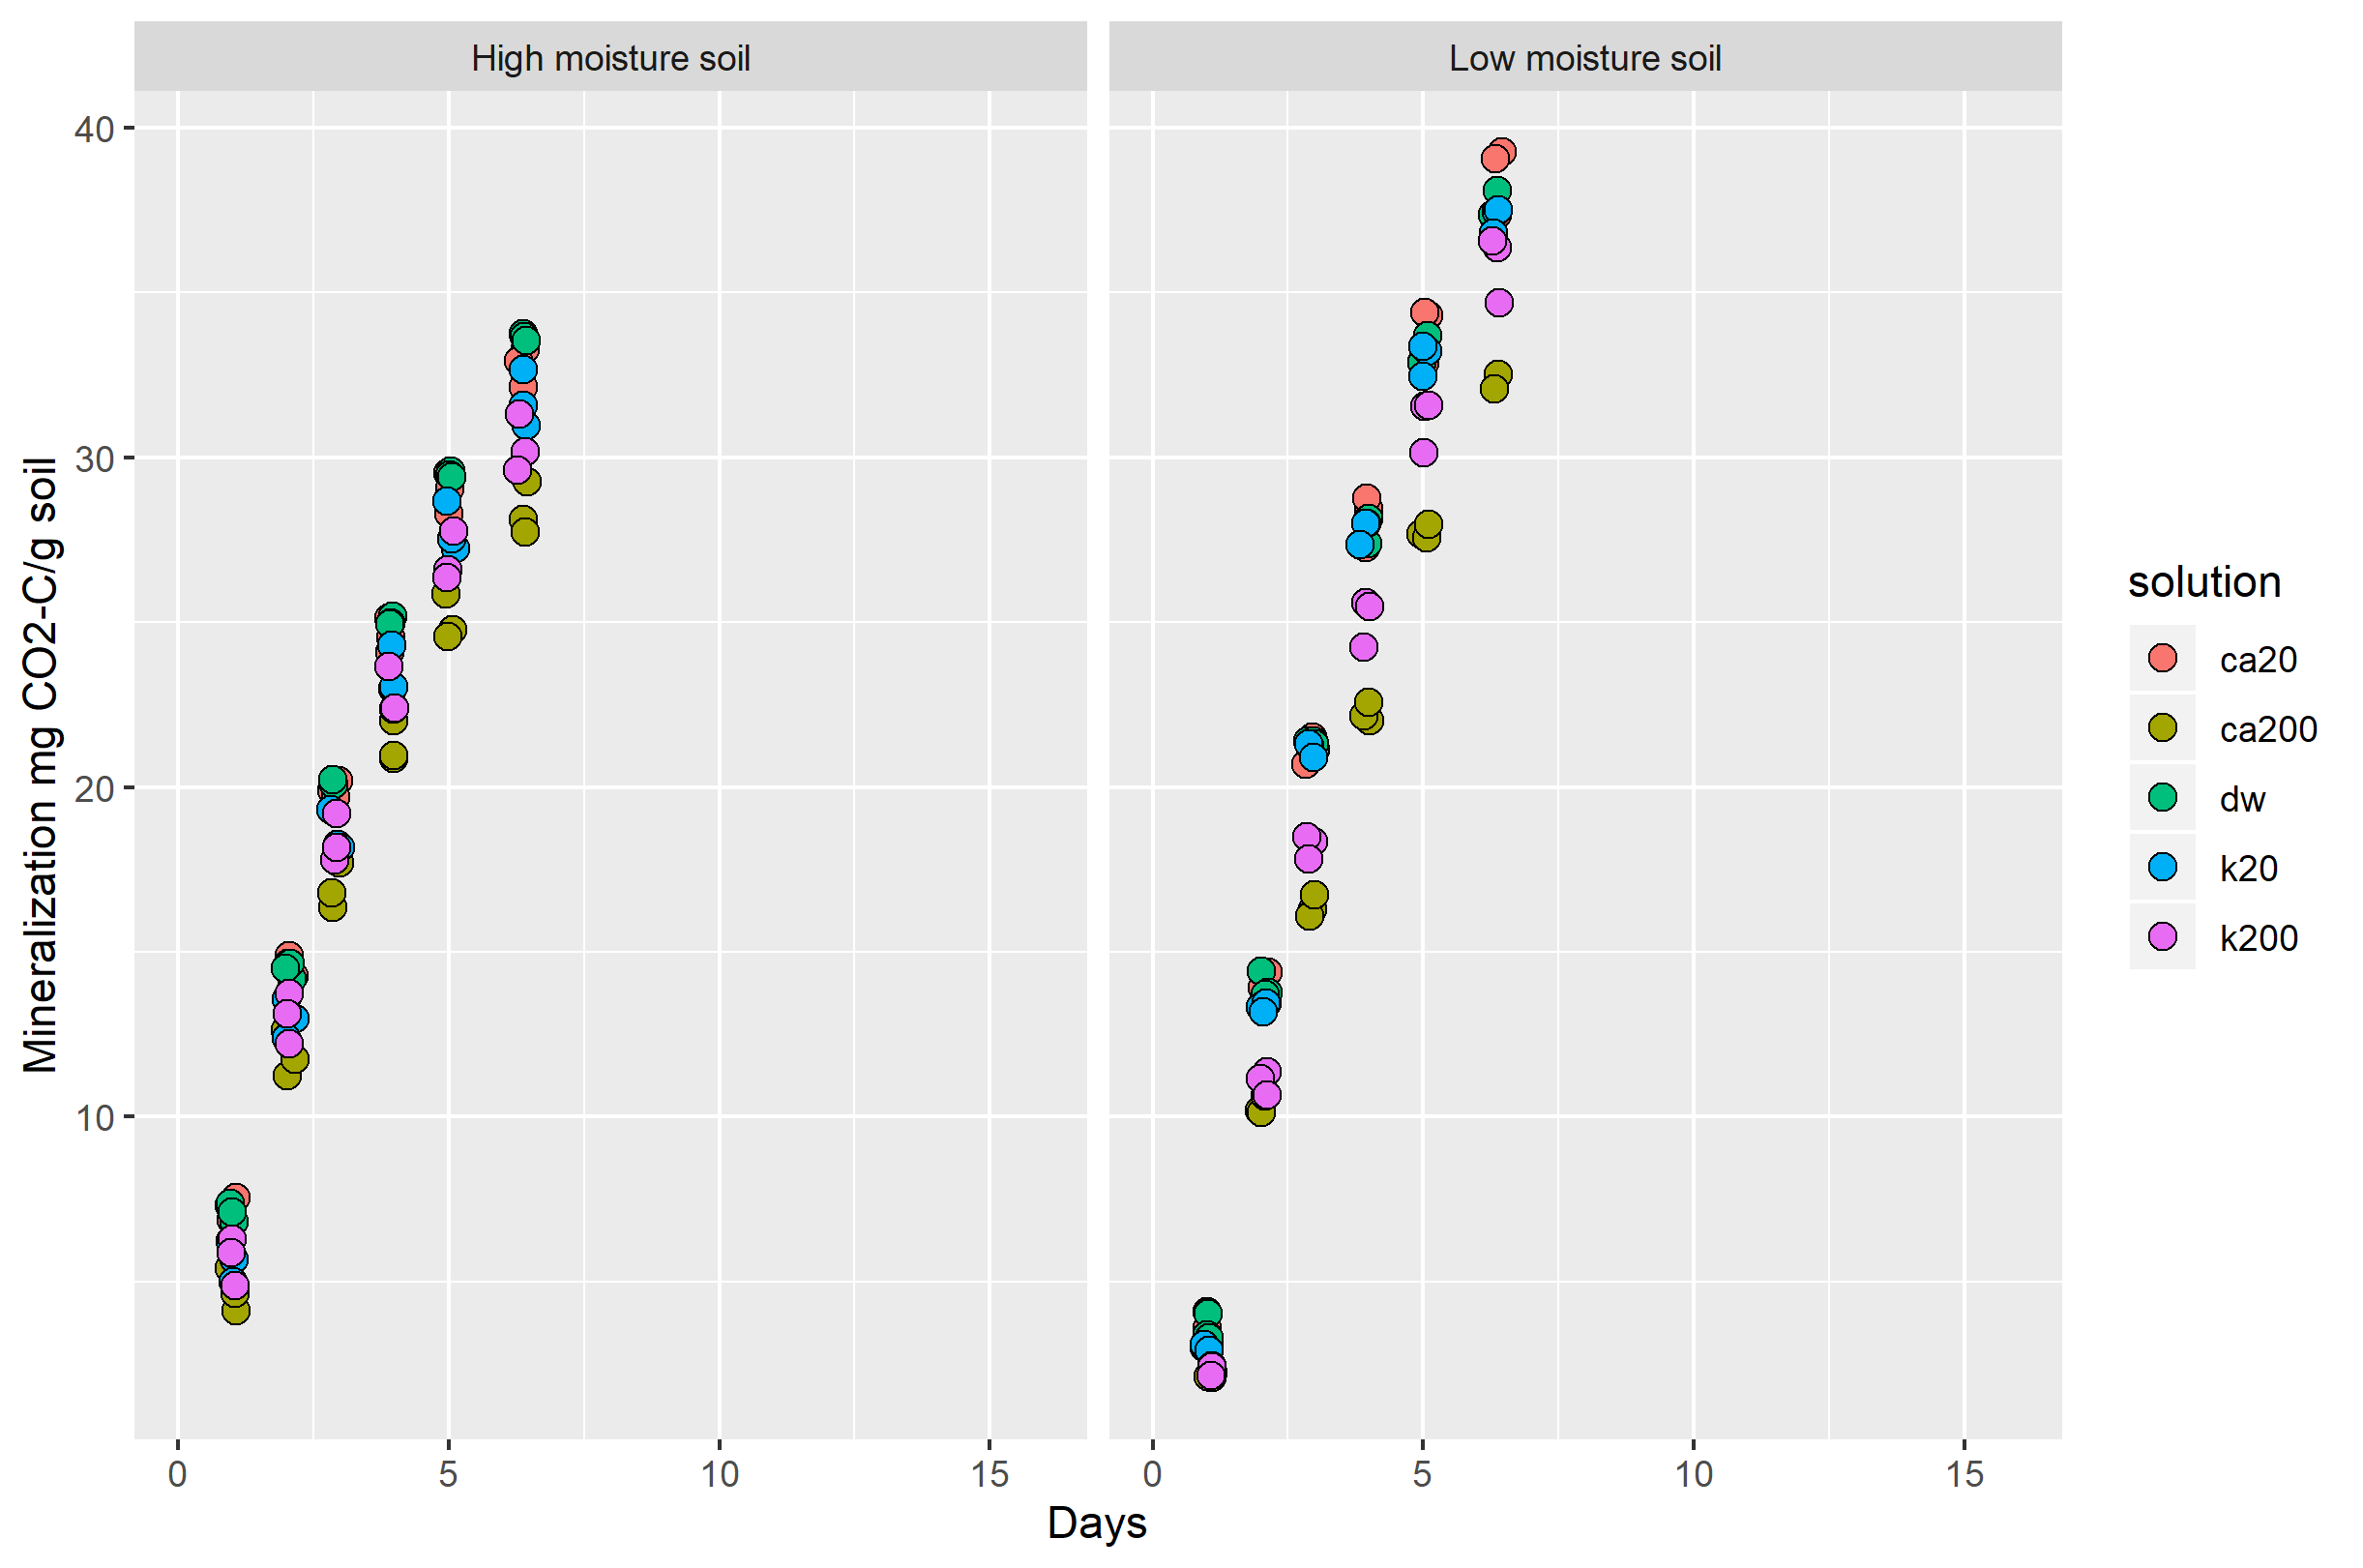 High moisture soil
Low moisture soil
Mineralization mg CO2-C/g soil
40
30
20
10
0
5
10
15
0
5
10
15
Days
solution
ca20
ca200
dw
k20
k200